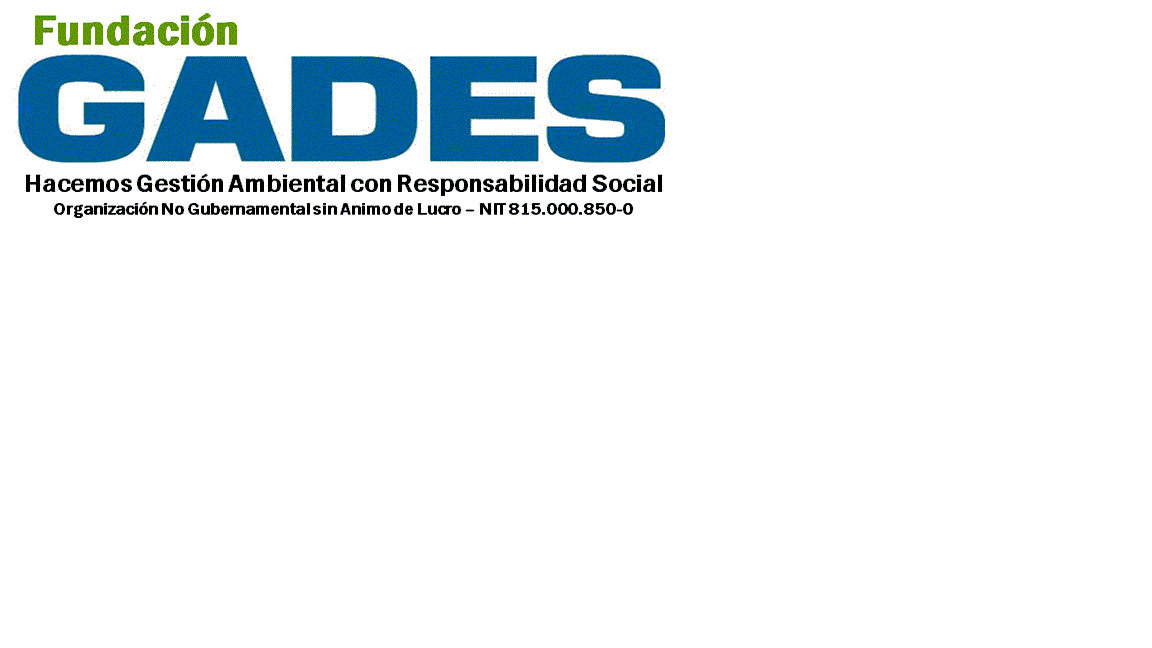 Fundación
GADES
Hacemos Gestión Ambiental con Responsabilidad Social
Organización No Gubernamental sin Animo de Lucro – NIT 815.000.850-0